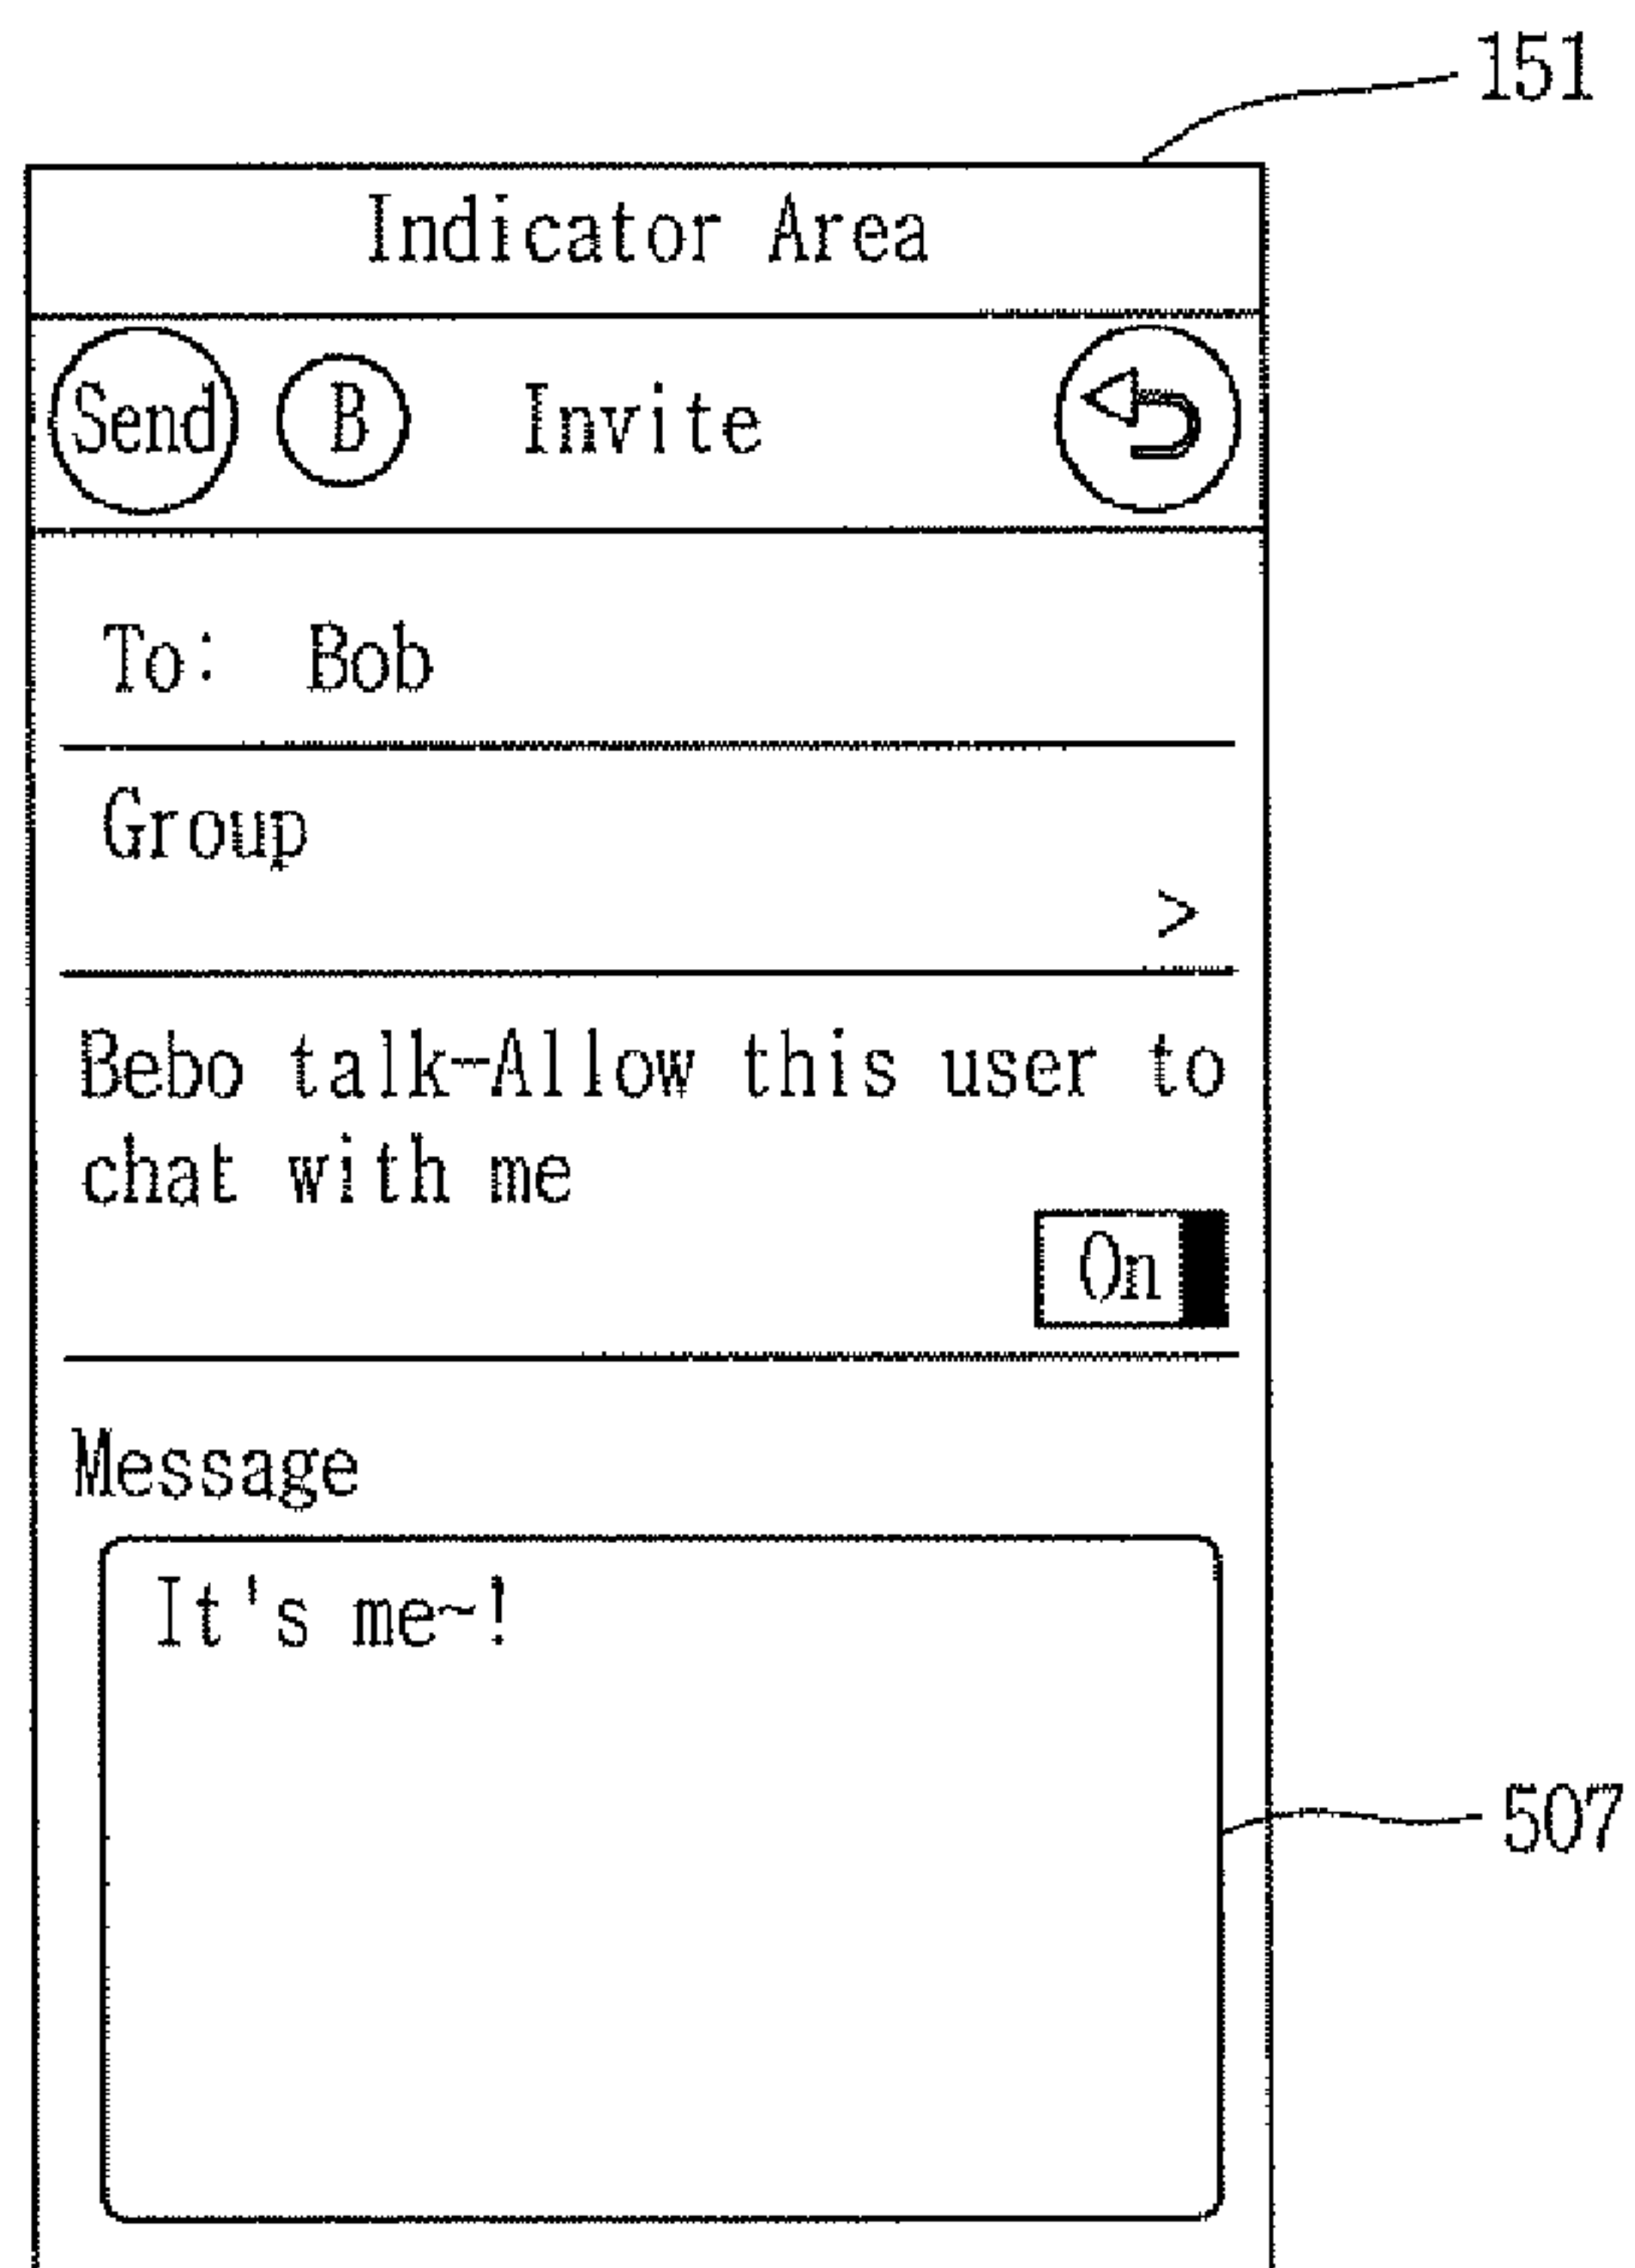 151
Indicator Area
Send B Invite
To: Bob
Group
>
Bebo talk-Allow this user to
chat with me
On
Message
It's me~!
507